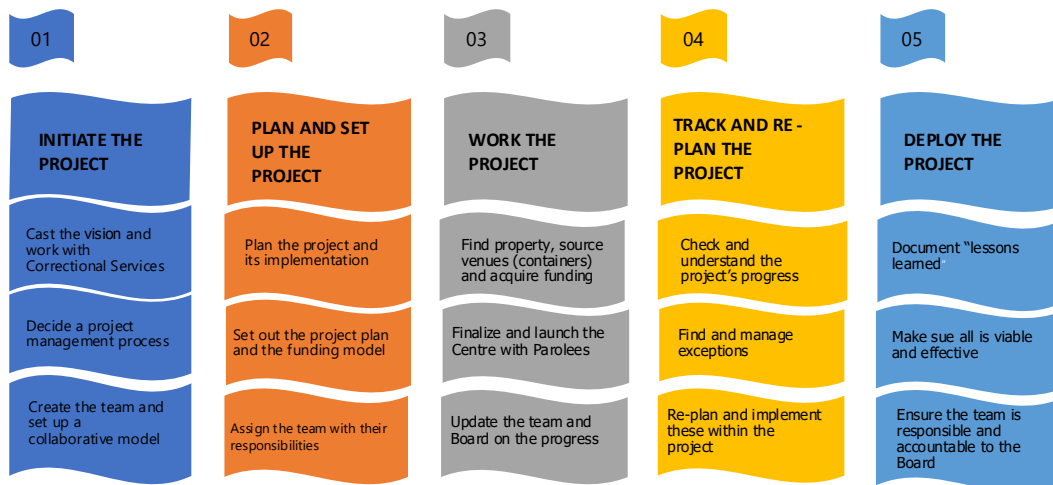 01
INITIATE THE
PROJECT
Cast the vision and
work with
Correctional Services
Decide a project
management process
Create the team and
set up a
collaborative model
02
PLAN AND SET
UP THE
PROJECT
Plan the project and
its implementation
Set out the project plan
and the funding model
Assign the team with their
responsibilities
03
WORK THE
PROJECT
Find property, source
venues (containers)
and acquire funding
Finalize and launch the
Centre with Parolees
Update the team and
Board on the progress
04
TRACK AND RE -
PLAN THE
PROJECT
Check and
understand the
project's progress
Find and manage
exceptions
Re-plan and implement
these within the
project
05
DEPLOY THE
PROJECT
Document “lessons
learned”
Make sue all is viable
and effective
Ensure the team is
responsible and
accountable to the
Board